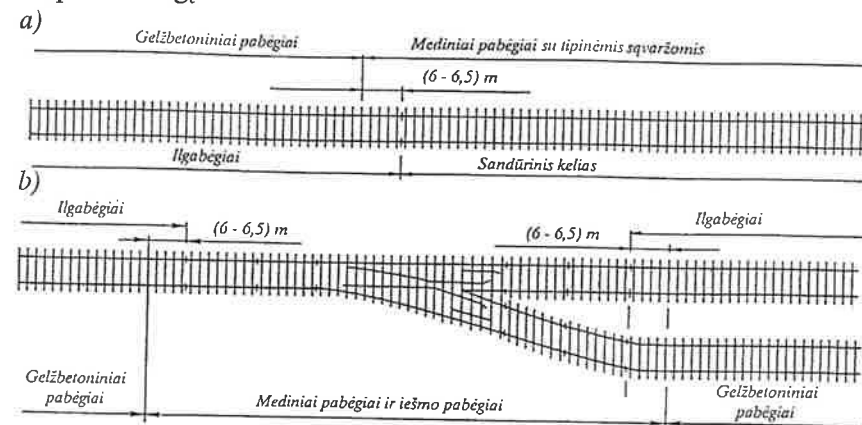 a)
Gelžbetoniniai pabėgiai
Mediniai pabėgiai su tipinėmis sąvaržomis
(6 - 6,5) m
Ilgabėgiai
Sandūrinis kelias
b)
Ilgabėgiai
(6 - 6,5) m
(6 - 6,5) m
Ilgabėgiai
Gelžbetoniniai
pabėgiai
Mediniai pabėgiai ir iešmo pabėgiai
Gelžbetoniniai
pabėgiai